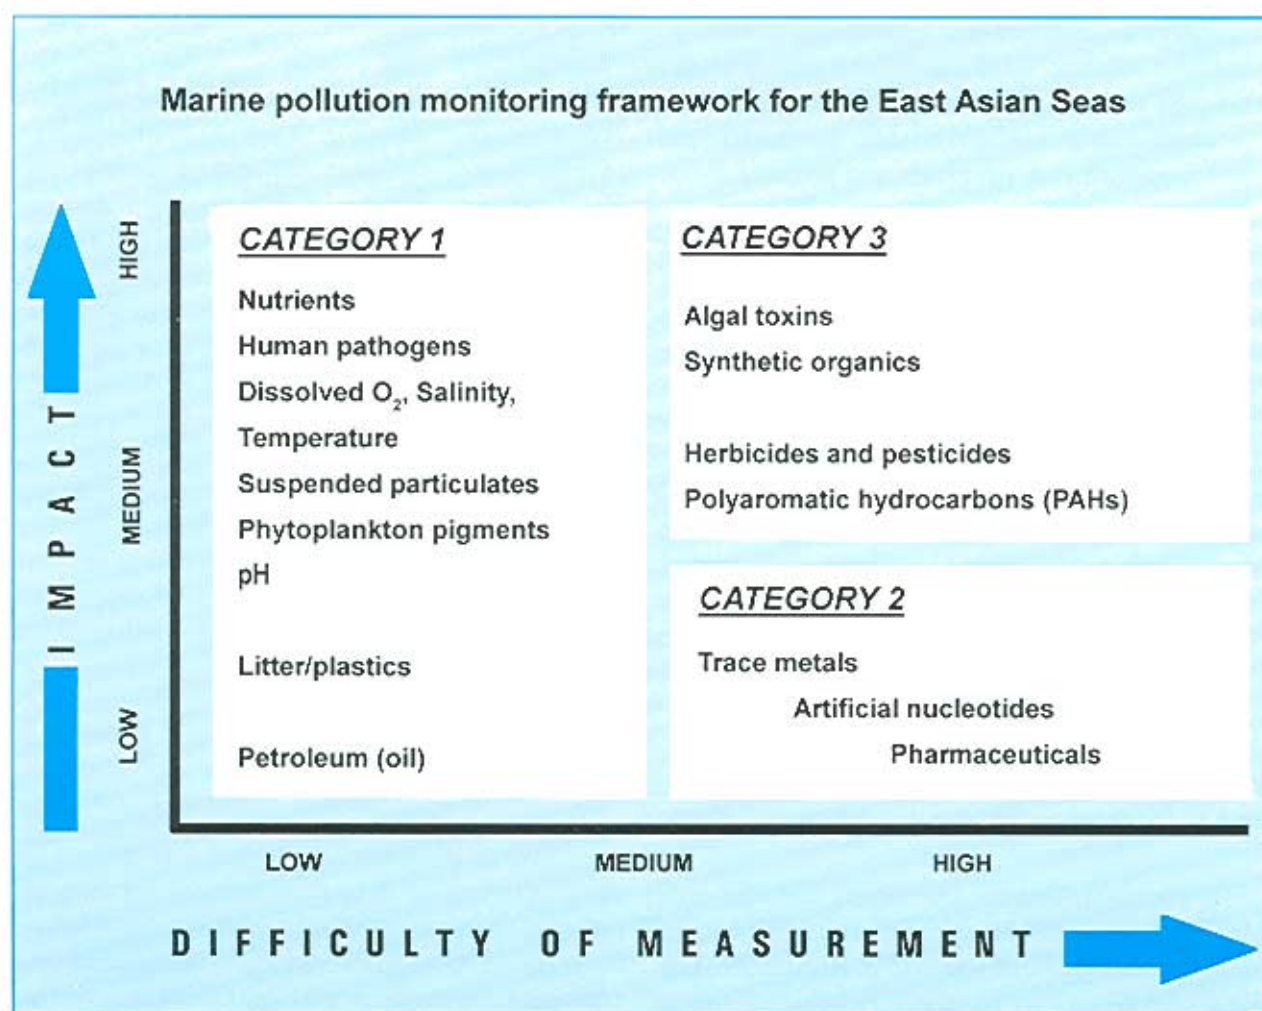 Marine pollution monitoring framework for the East Asian Seas
IMPACT
HIGH
MEDIUM
LOW
CATEGORY 1
Nutrients
Human pathogens
Dissolved O₂, Salinity,
Temperature
Suspended particulates
Phytoplankton pigments
pH
Litter/plastics
Petroleum (oil)
CATEGORY 3
Algal toxins
Synthetic organics
Herbicides and pesticides
Polyaromatic hydrocarbons (PAHs)
CATEGORY 2
Trace metals
Artificial nucleotides
Pharmaceuticals
LOW
MEDIUM
HIGH
DIFFICULTY OF MEASUREMENT